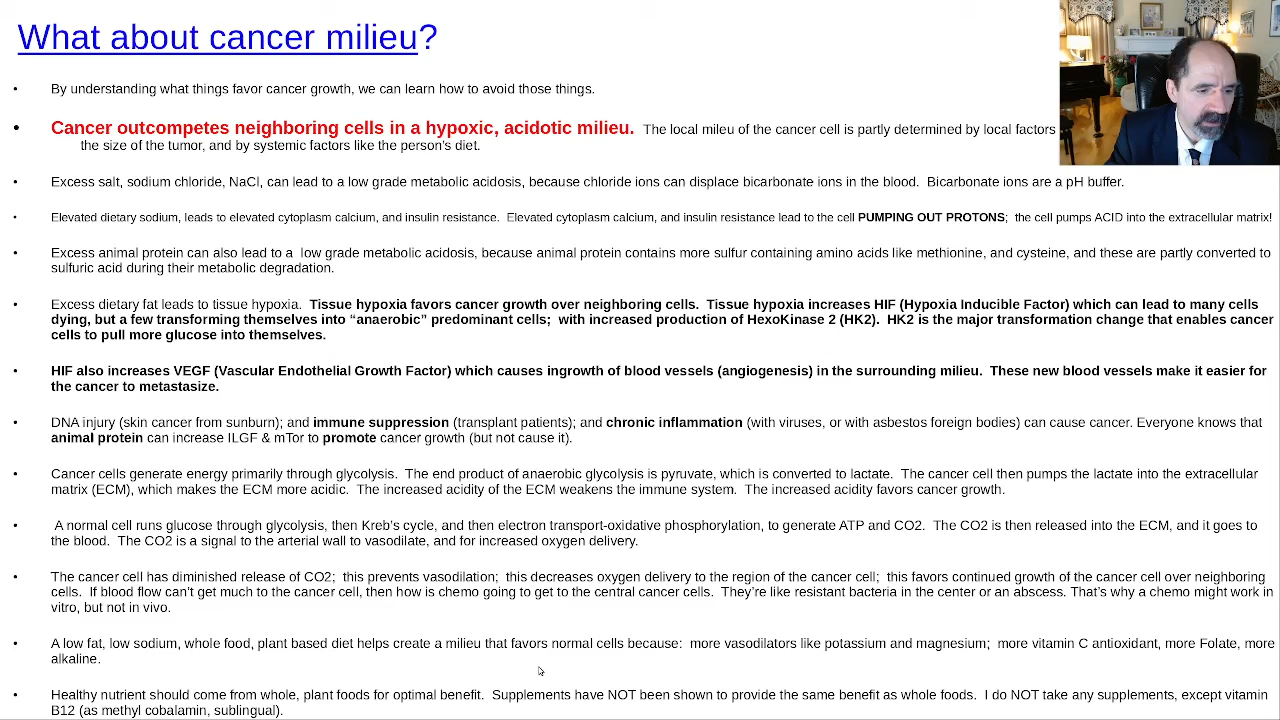 What about cancer milieu?
• By understanding what things favor cancer growth, we can learn how to avoid those things.
• Cancer outcompetes neighboring cells in a hypoxic, acidotic milieu. The local mileu of the cancer cell is partly determined by local factors
the size of the tumor, and by systemic factors like the person's diet.
• Excess salt, sodium chloride, NaCl, can lead to a low grade metabolic acidosis, because chloride ions can displace bicarbonate ions in the blood. Bicarbonate ions are a pH buffer.
• Elevated dietary sodium, leads to elevated cytoplasm calcium, and insulin resistance. Elevated cytoplasm calcium, and insulin resistance lead to the cell PUMPING OUT PROTONS; the cell pumps ACID into the extracellular matrix!
• Excess animal protein can also lead to a low grade metabolic acidosis, because animal protein contains more sulfur containing amino acids like methionine, and cysteine, and these are partly converted to
sulfuric acid during their metabolic degradation.
• Excess dietary fat leads to tissue hypoxia. Tissue hypoxia favors cancer growth over neighboring cells. Tissue hypoxia increases HIF (Hypoxia Inducible Factor) which can lead to many cells
dying, but a few transforming themselves into “anaerobic” predominant cells; with increased production of HexoKinase 2 (HK2). HK2 is the major transformation change that enables cancer
cells to pull more glucose into themselves.
• HIF also increases VEGF (Vascular Endothelial Growth Factor) which causes ingrowth of blood vessels (angiogenesis) in the surrounding milieu. These new blood vessels make it easier for
the cancer to metastasize.
• DNA injury (skin cancer from sunburn); and immune suppression (transplant patients); and chronic inflammation (with viruses, or with asbestos foreign bodies) can cause cancer. Everyone knows that
animal protein can increase ILGF & mTor to promote cancer growth (but not cause it).
• Cancer cells generate energy primarily through glycolysis. The end product of anaerobic glycolysis is pyruvate, which is converted to lactate. The cancer cell then pumps the lactate into the extracellular
matrix (ECM), which makes the ECM more acidic. The increased acidity of the ECM weakens the immune system. The increased acidity favors cancer growth.
• A normal cell runs glucose through glycolysis, then Kreb's cycle, and then electron transport-oxidative phosphorylation, to generate ATP and CO2. The CO2 is then released into the ECM, and it goes to
the blood. The CO2 is a signal to the arterial wall to vasodilate, and for increased oxygen delivery.
• The cancer cell has diminished release of CO2; this prevents vasodilation; this decreases oxygen delivery to the region of the cancer cell; this favors continued growth of the cancer cell over neighboring
cells. If blood flow can't get much to the cancer cell, then how is chemo going to get to the central cancer cells. They're like resistant bacteria in the center or an abscess. That's why a chemo might work in
vitro, but not in vivo.
• A low fat, low sodium, whole food, plant based diet helps create a milieu that favors normal cells because: more vasodilators like potassium and magnesium; more vitamin C antioxidant, more Folate, more
alkaline.
• Healthy nutrient should come from whole, plant foods for optimal benefit. Supplements have NOT been shown to provide the same benefit as whole foods. I do NOT take any supplements, except vitamin
B12 (as methyl cobalamin, sublingual).